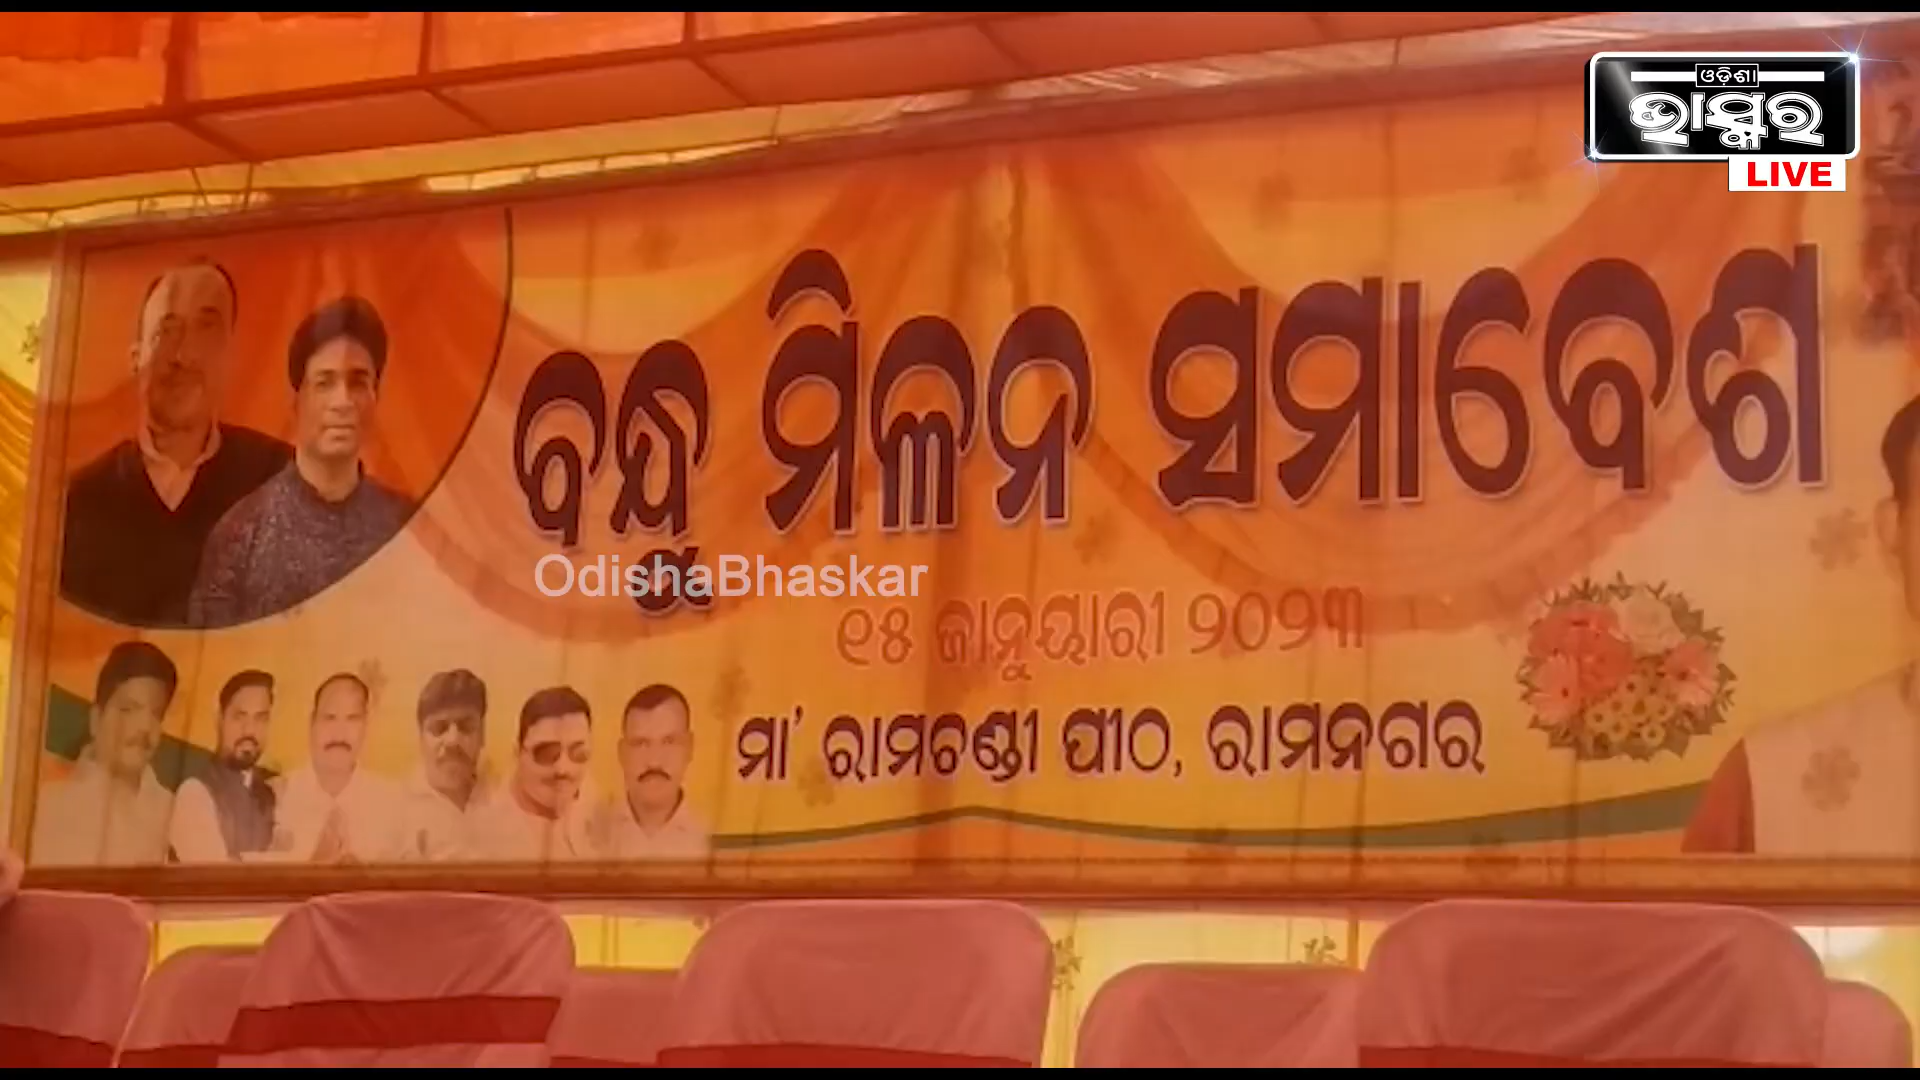 ଓଡ଼ିଶା
ଭାସ୍କର
LIVE
ବନ୍ଧୁ ମିଳନ ସମାବେଶ
OdishaBhaskar
୧୫ ଜାନୁୟାରୀ ୨୦୨୩
ମା' ରାମଚଣ୍ଡୀ ପୀଠ, ରାମନଗର